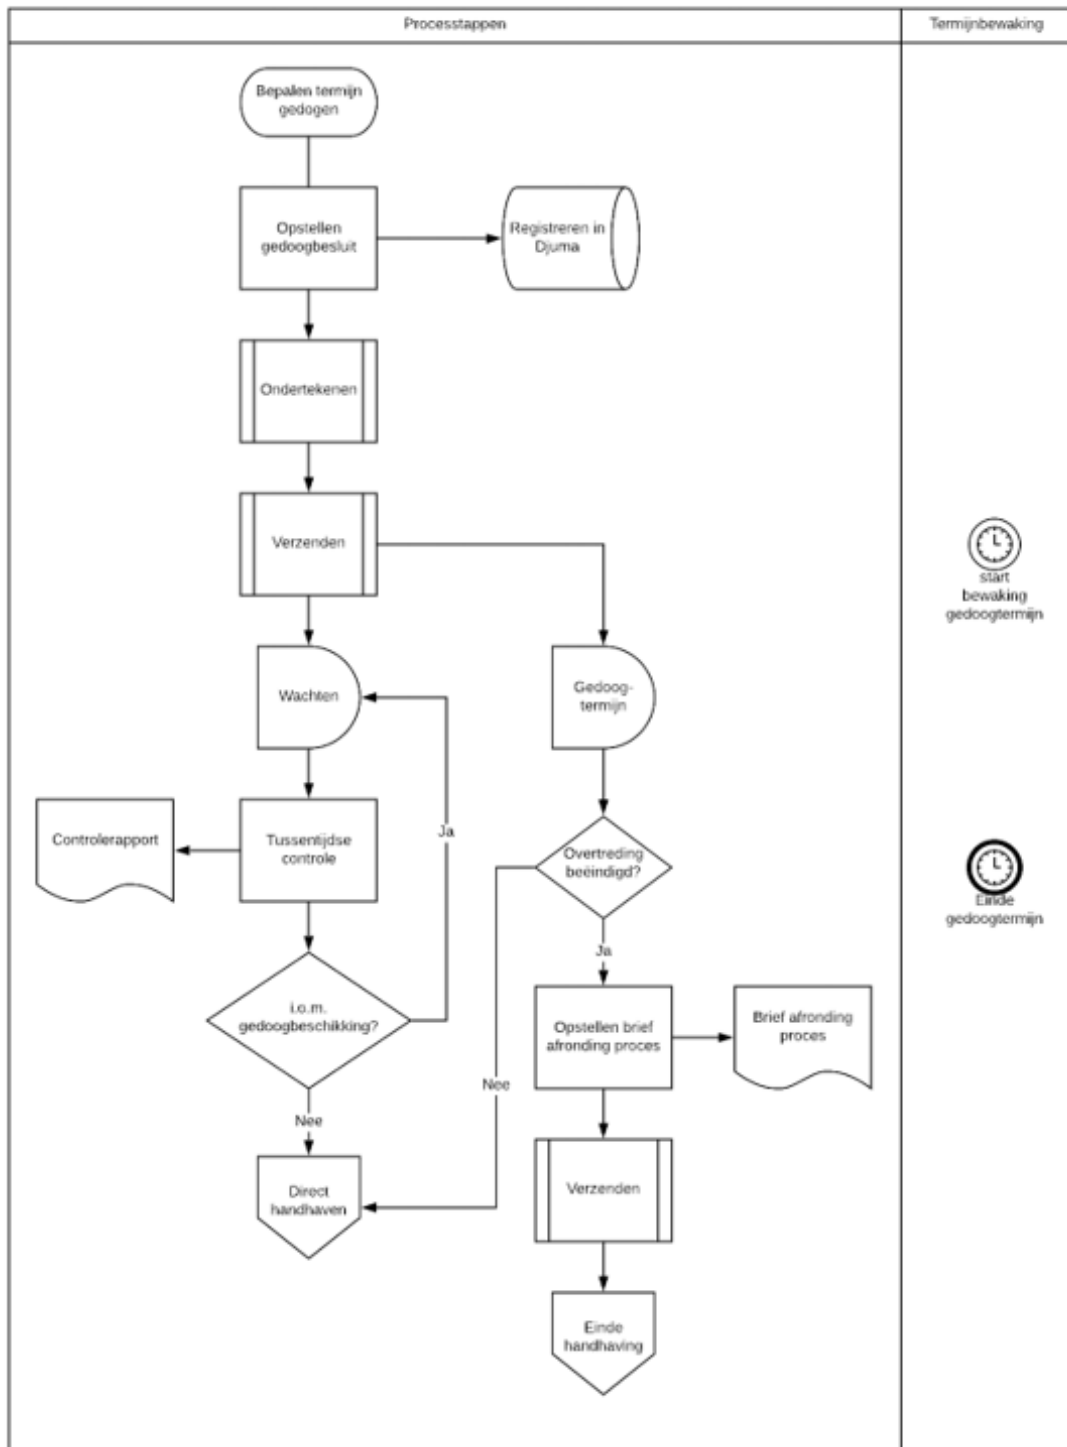 Processtappen
Termijnbewaking
Bepalen termijn
gedogen
Opstellen
gedoogbesluit
Registreren in
Djuma
Ondertekenen
Verzenden
start
bewaking
gedoogtermijn
Wachten
Gedoog-
termijn
Controlerapport
Tussentijdse
controle
Ja
Overtreding
beëindigd?
Einde
gedoogtermijn
Ja
i.o.m.
gedoogbeschikking?
Opstellen brief
afronding proces
Brief afronding
proces
Nee
Nee
Direct
handhaven
Verzenden
Einde
handhaving